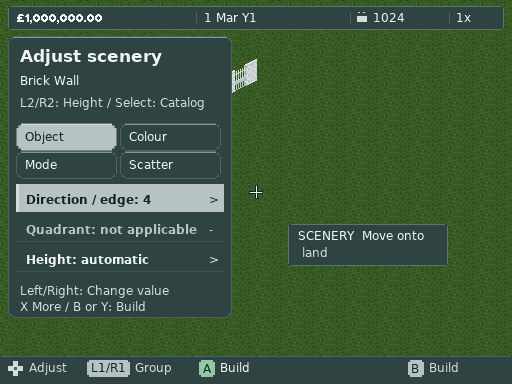 £1,000,000.00 1 Mar Y1 1024 1x
Adjust scenery
Brick Wall
L2/R2: Height / Select: Catalog
Object Colour
Mode Scatter
Direction / edge: 4 >
Quadrant: not applicable -
Height: automatic >
Left/Right: Change value
X More / B or Y: Build
SCENERY Move onto
land
Adjust L1/R1 Group A Build B Build